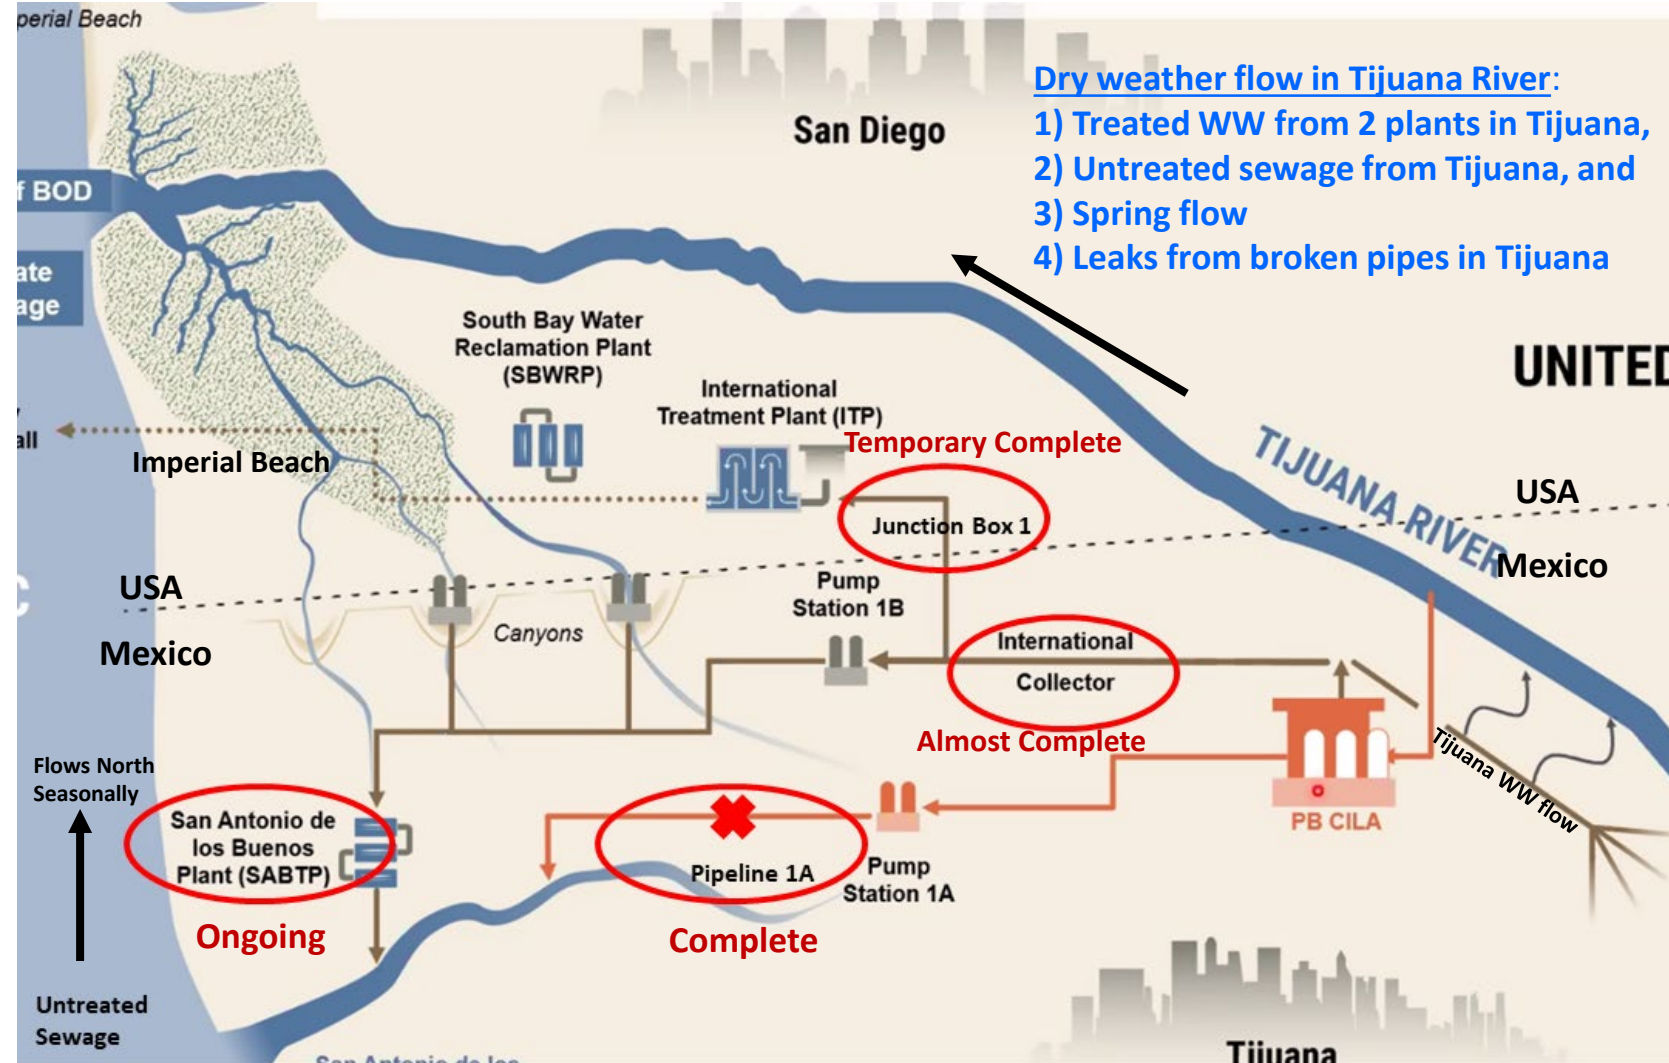 perial Beach
San Diego
Dry weather flow in Tijuana River:
1) Treated WW from 2 plants in Tijuana,
2) Untreated sewage from Tijuana, and
3) Spring flow
4) Leaks from broken pipes in Tijuana
f BOD
ate
age
South Bay Water
Reclamation Plant
(SBWRP)
International
Treatment Plant (ITP)
UNITED
all
Imperial Beach
Temporary Complete
Junction Box 1
TIJUANA RIVER
USA
Mexico
USA
Mexico
Canyons
Pump
Station 1B
International
Collector
Almost Complete
Tijuana WW flow
PB CILA
Flows North
Seasonally
San Antonio de
los Buenos
Plant (SABTP)
Ongoing
Pipeline 1A
Complete
Pump
Station 1A
Untreated
Sewage
San Antonio de los
Tijuana